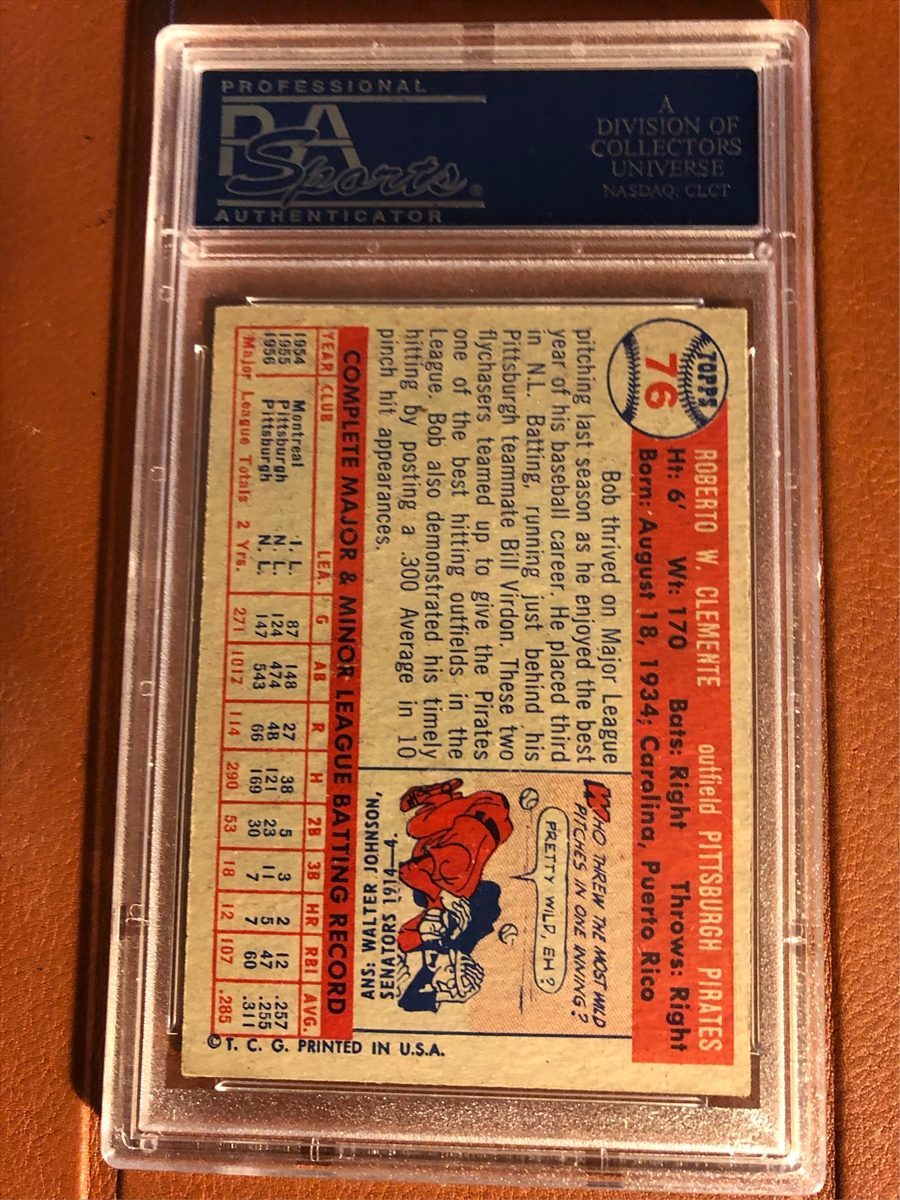 PROFESSIONAL
PSA
Sports®
AUTHENTICATOR
A
DIVISION OF
COLLECTORS
UNIVERSE
NASDAQ: CLCT
TOPPS
76
ROBERTO W. CLEMENTE outfield PITTSBURGH PIRATES
Ht: 6' Wt: 170 Bats: Right Throws: Right
Born: August 18, 1934; Carolina, Puerto Rico
Bob thrived on Major League
pitching last season as he enjoyed the best
year of his baseball career. He placed third
in N.L. Batting, running just behind his
Pittsburgh teammate Bill Virdon. These two
flychasers teamed up to give the Pirates
one of the best hitting outfields in the
League. Bob also demonstrated his timely
hitting by posting a .300 Average in 10
pinch hit appearances.
WHO THREW THE MOST WILD
PITCHES IN ONE INNING?
PRETTY WILD, EH?
ANS: WALTER JOHNSON,
SENATORS 1914—4.
COMPLETE MAJOR & MINOR LEAGUE BATTING RECORD
YEAR CLUB LEA. G AB R H 2B 3B HR RBI AVG.
1954 Montreal I. L. 87 148 27 38 5 3 2 12 .257
1955 Pittsburgh N. L. 124 474 48 121 23 11 5 47 .255
1956 Pittsburgh N. L. 147 543 66 169 30 7 7 60 .311
Major League Totals 2 Yrs. 271 1017 114 290 53 18 12 107 .285
© T. C. G. PRINTED IN U.S.A.